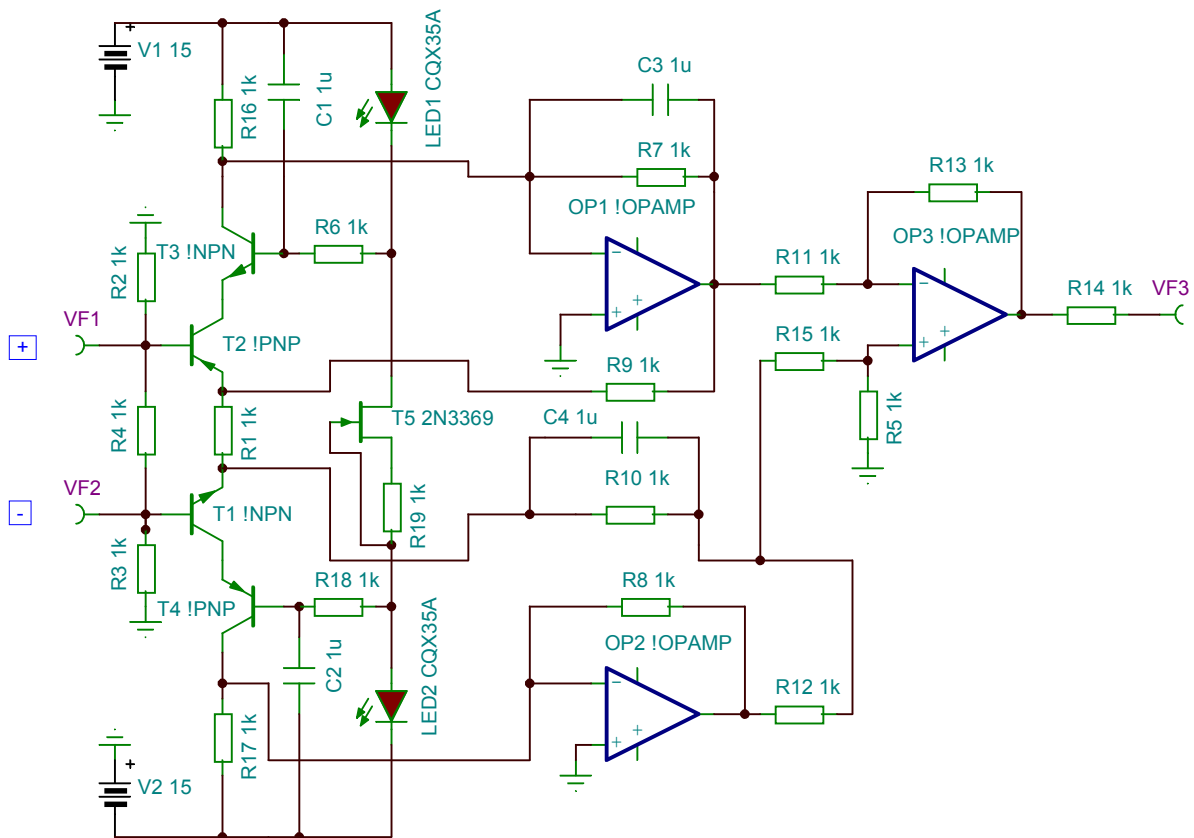 V1 15
R16 1k
C1 1u
LED1 CQX35A
C3 1u
R7 1k
OP1 !OPAMP
R13 1k
OP3 !OPAMP
T3 !NPN
R6 1k
R2 1k
R11 1k
R14 1k
VF3
VF1
+
T2 !PNP
R15 1k
R9 1k
R4 1k
R1 1k
T5 2N3369
C4 1u
R5 1k
R10 1k
VF2
-
T1 !NPN
R19 1k
R3 1k
T4 !PNP
R18 1k
R8 1k
OP2 !OPAMP
C2 1u
LED2 CQX35A
R12 1k
R17 1k
V2 15